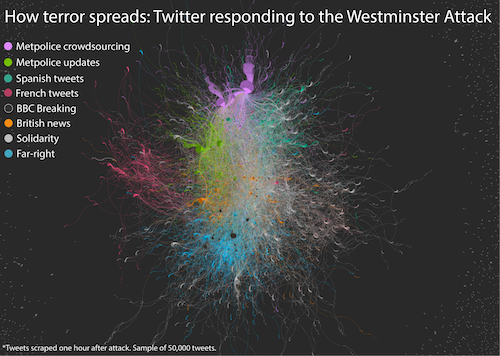 How terror spreads: Twitter responding to the Westminster Attack
Metpolice crowdsourcing
Metpolice updates
Spanish tweets
French tweets
BBC Breaking
British news
Solidarity
Far-right
*Tweets scraped one hour after attack. Sample of 50,000 tweets.